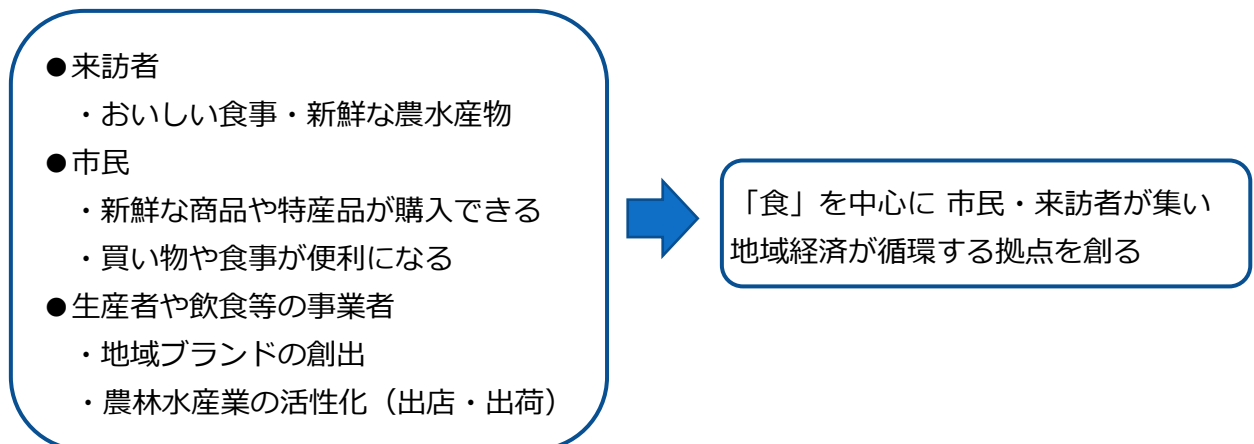 ●来訪者
・おいしい食事・新鮮な農水産物
●市民
・新鮮な商品や特産品が購入できる
・買い物や食事が便利になる
●生産者や飲食等の事業者
・地域ブランドの創出
・農林水産業の活性化（出店・出荷）
「食」を中心に 市民・来訪者が集い
地域経済が循環する拠点を創る